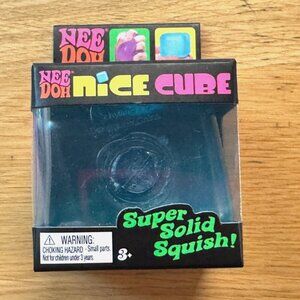 NEE
DOH
NEE
DOH
NICE CUBE
Super
Solid
Squish!
WARNING:
CHOKING HAZARD - Small parts.
Not for children under 3 years
3+